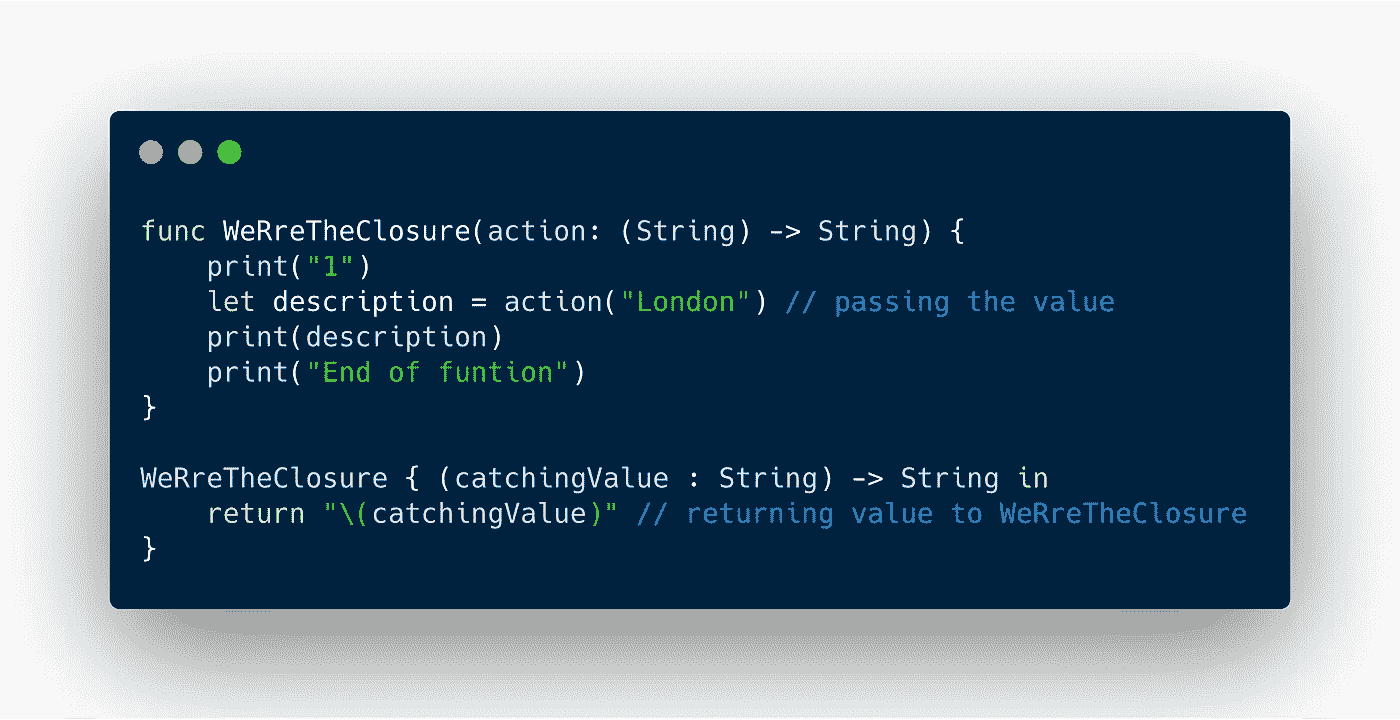 func WeRreTheClosure(action: (String) -> String) {
    print("1")
    let description = action("London") // passing the value
    print(description)
    print("End of funtion")
}

WeRreTheClosure { (catchingValue : String) -> String in
    return "\(catchingValue)" // returning value to WeRreTheClosure
}